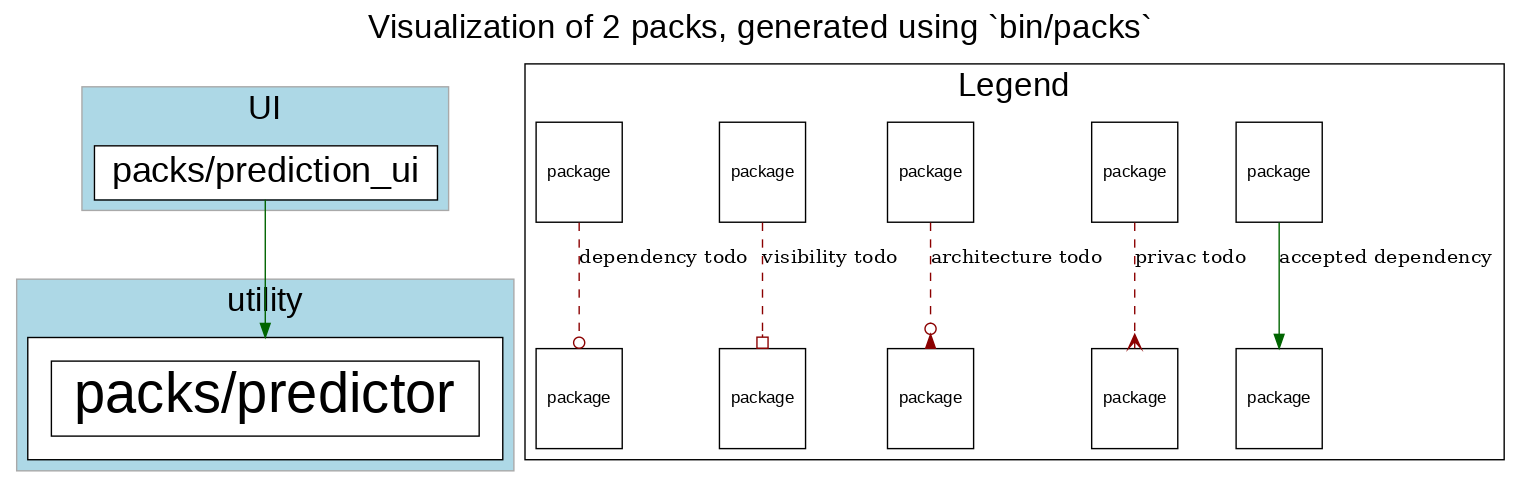 Visualization of 2 packs, generated using `bin/packs`
UI
packs/prediction_ui
utility
packs/predictor
Legend
package
package
package
package
package
dependency todo
visibility todo
architecture todo
privac todo
accepted dependency
package
package
package
package
package